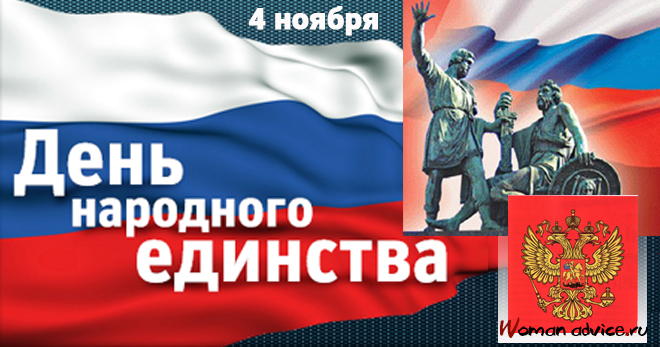 4 ноября
День
народного
единства
Woman advice.ru